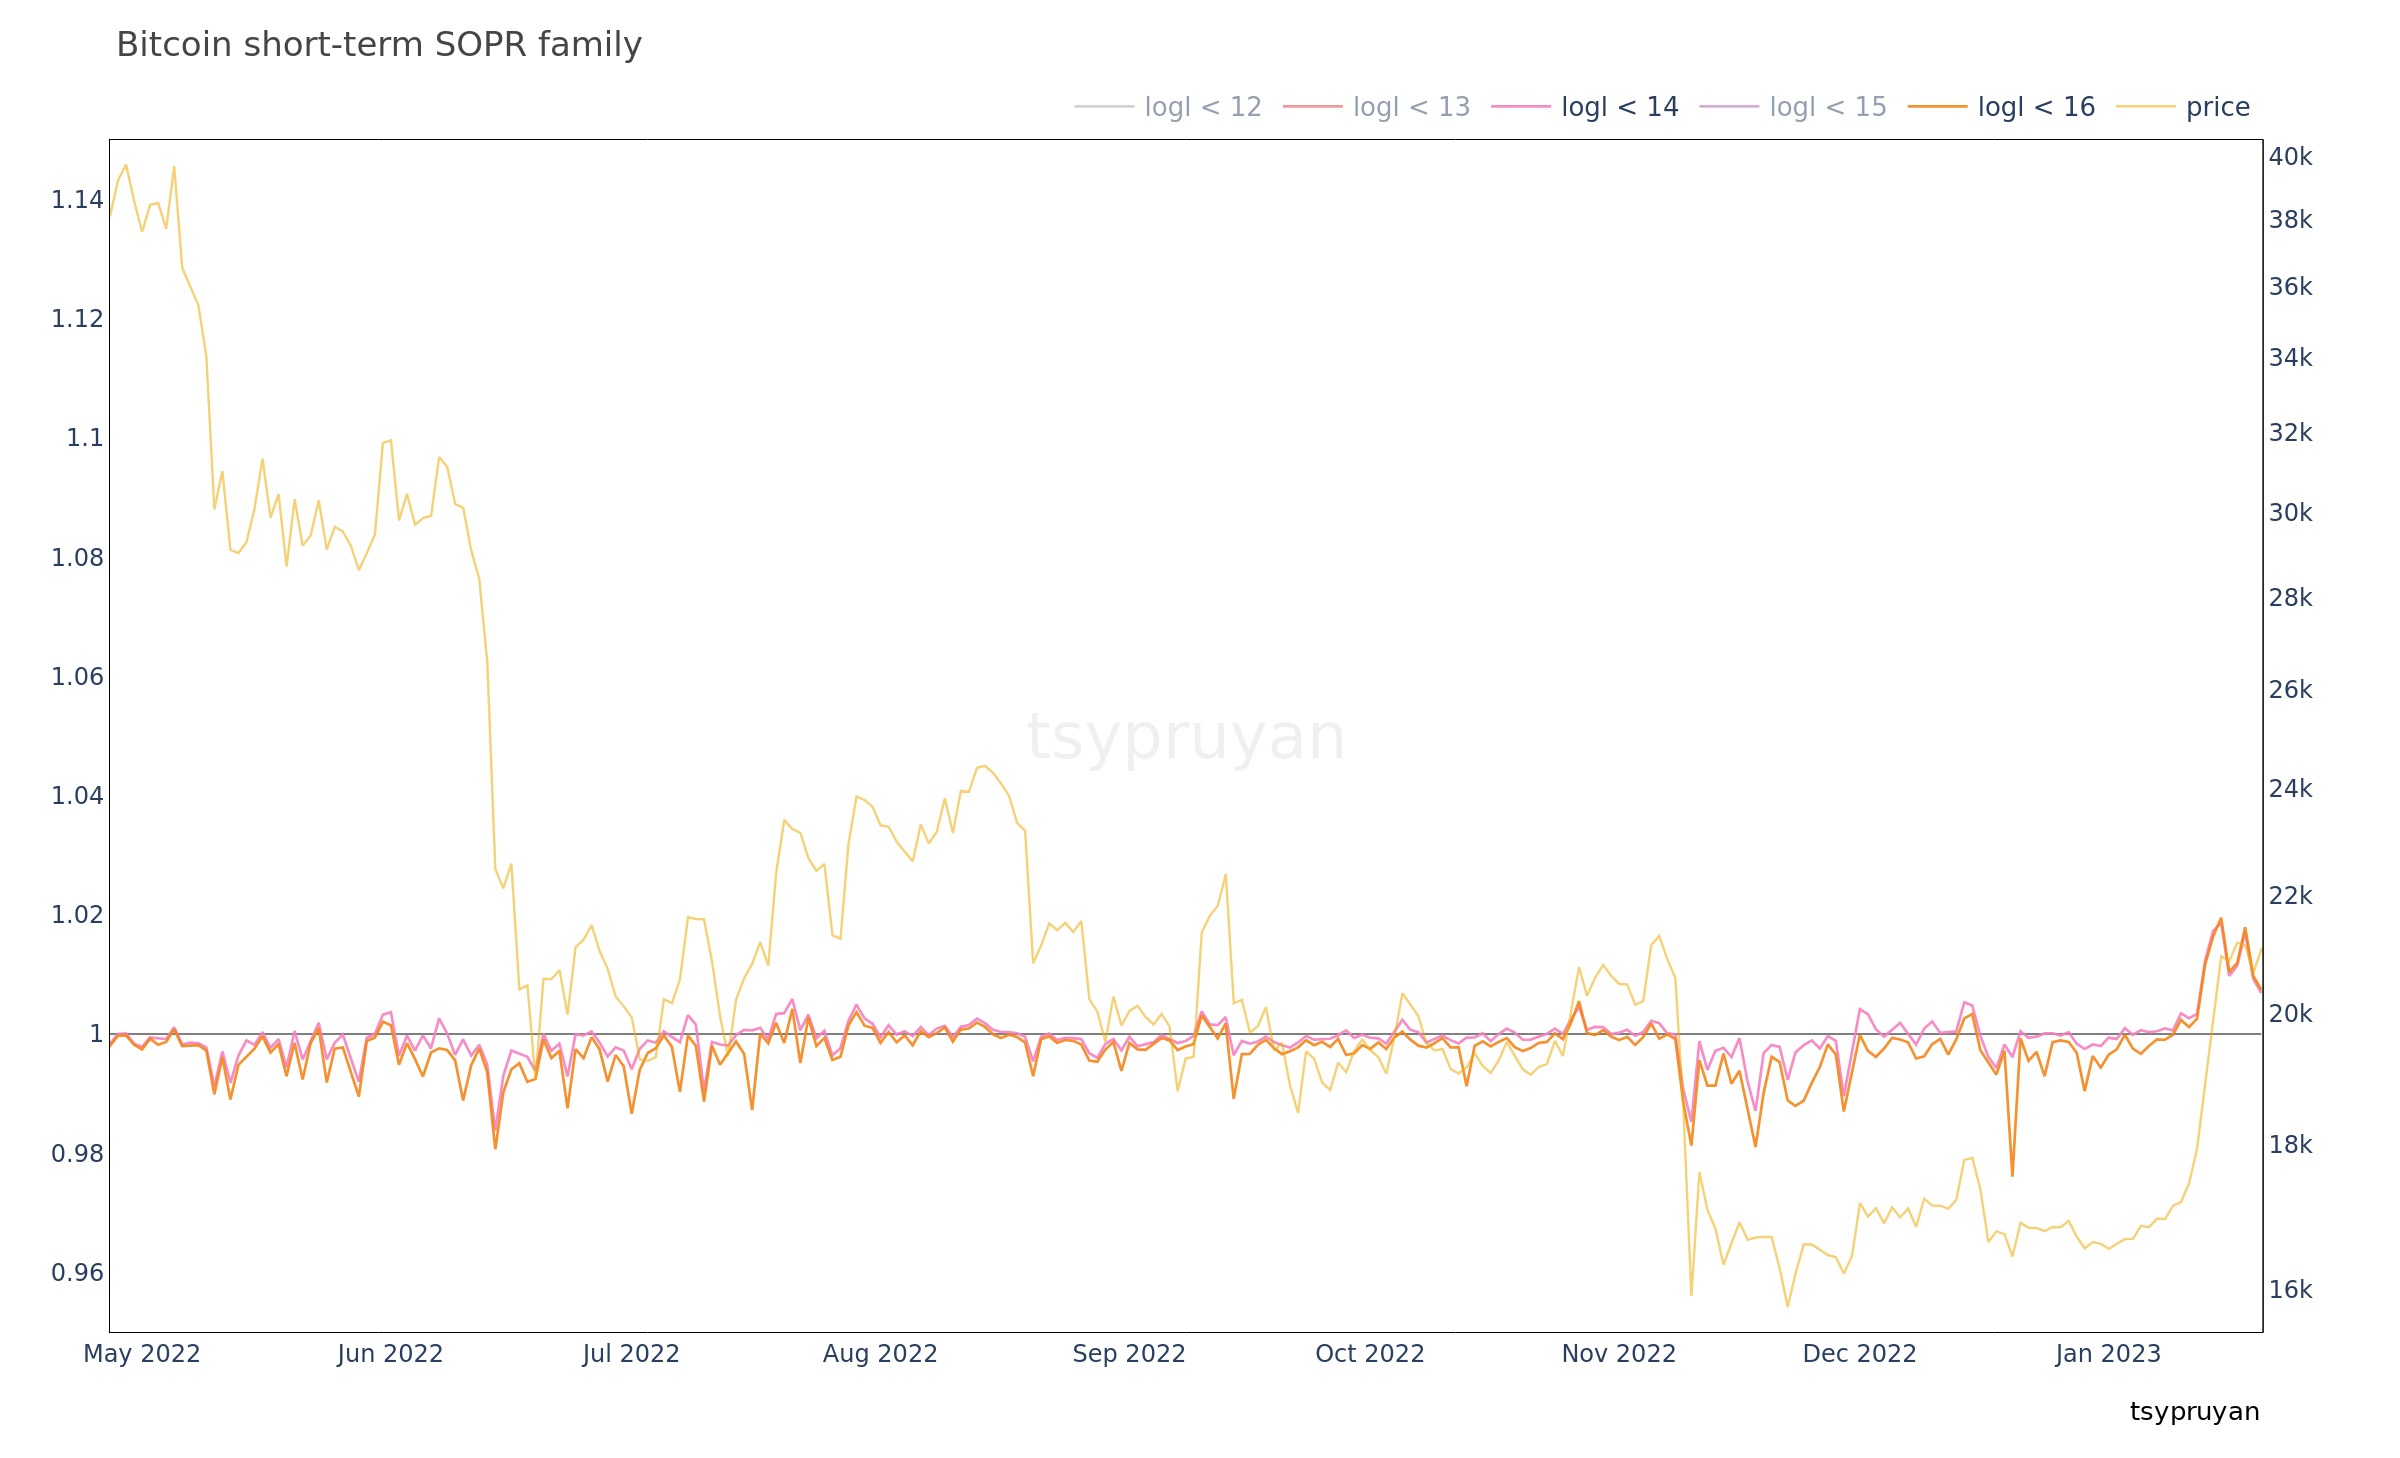 Bitcoin short-term SOPR family
logl < 12 logl < 13 logl < 14 logl < 15 logl < 16 price
1.14
1.12
1.1
1.08
1.06
1.04
1.02
1
0.98
0.96
40k
38k
36k
34k
32k
30k
28k
26k
24k
22k
20k
18k
16k
tsypruyan
May 2022 Jun 2022 Jul 2022 Aug 2022 Sep 2022 Oct 2022 Nov 2022 Dec 2022 Jan 2023
tsypruyan